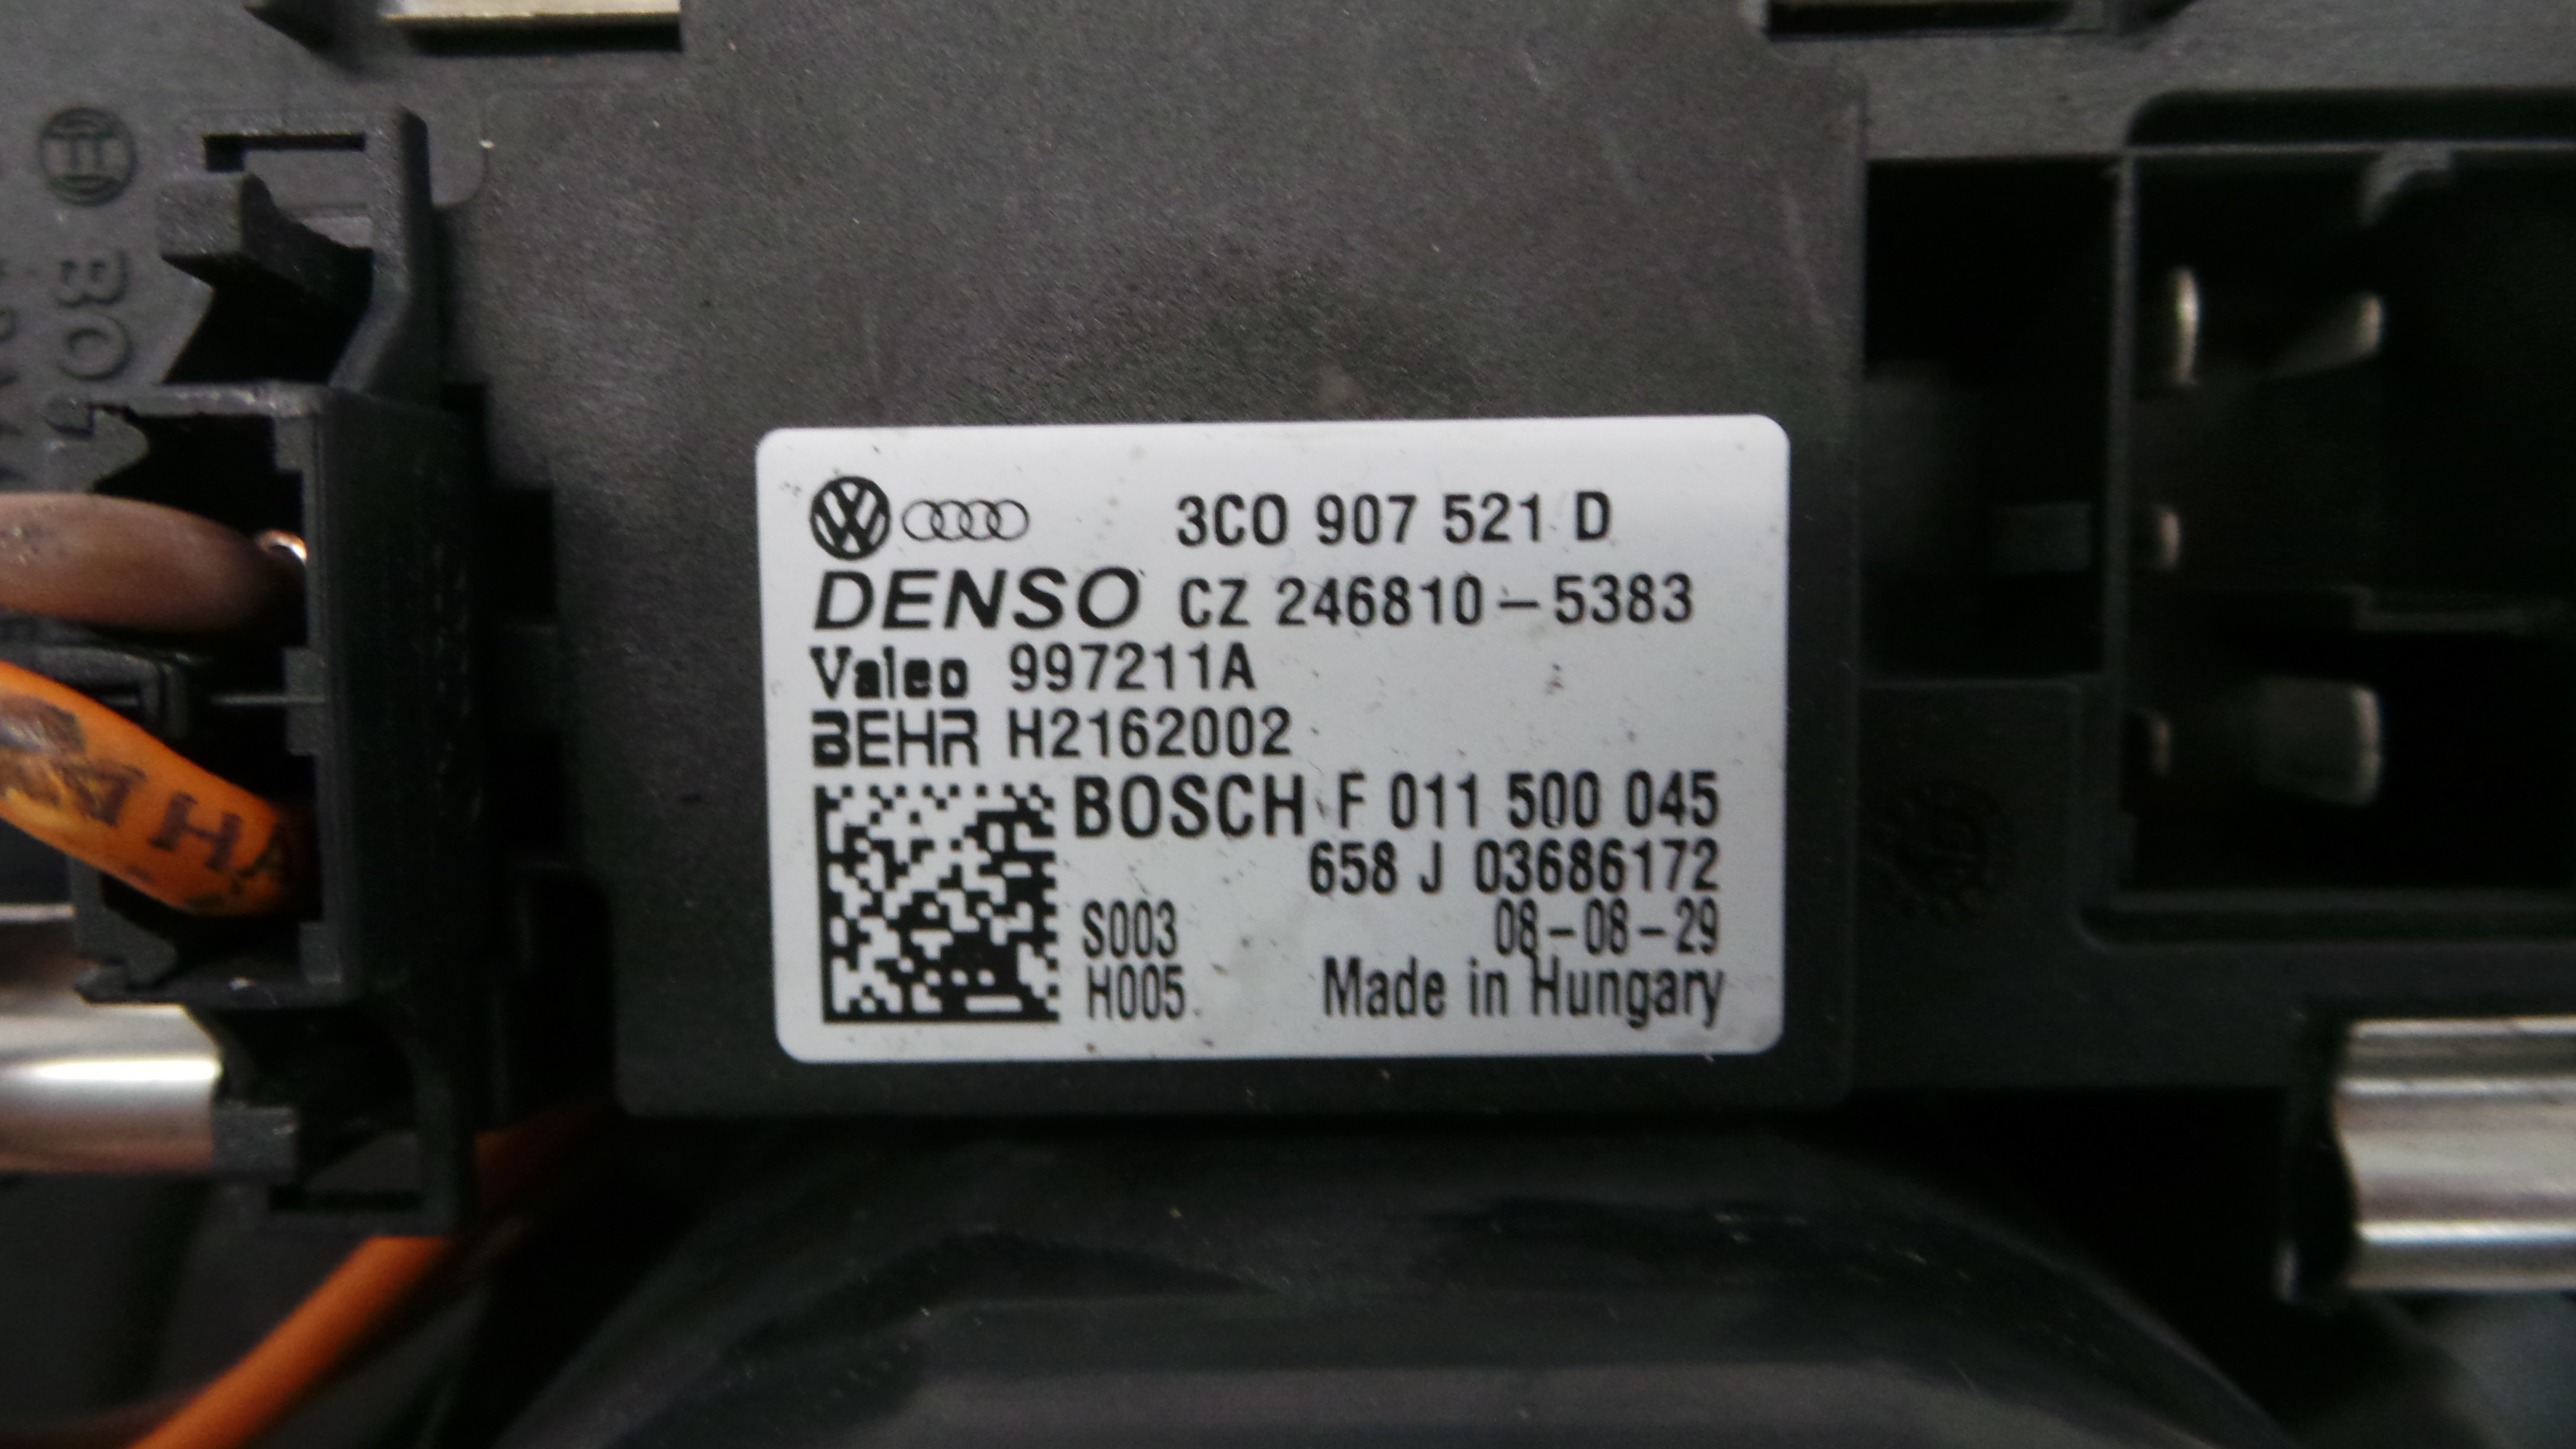 3C0 907 521 D
DENSO CZ 246810-5383
Valeo 997211A
BEHR H2162002
BOSCH F 011 500 045
658 J 03686172
S003 08-08-29
H005 Made in Hungary